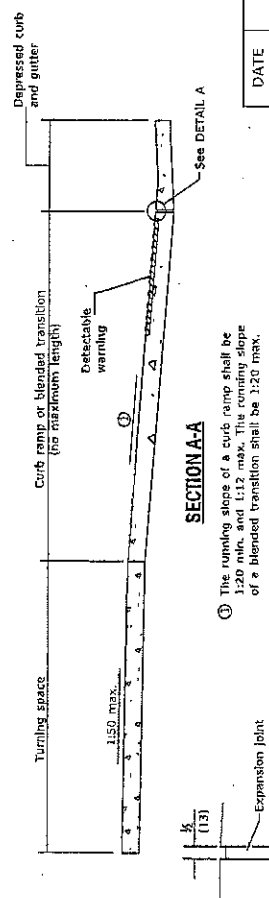 Depressed curb
and gutter
Curb ramp or blended transition
(no maximum length)
Turning space
Detectable
warning
See DETAIL A
①
1:50 max.
SECTION A-A
① The running slope of a curb ramp shall be
1:20 min. and 1:12 max. The running slope
of a blended transition shall be 1:20 max.
½
(13)
Expansion joint
DATE